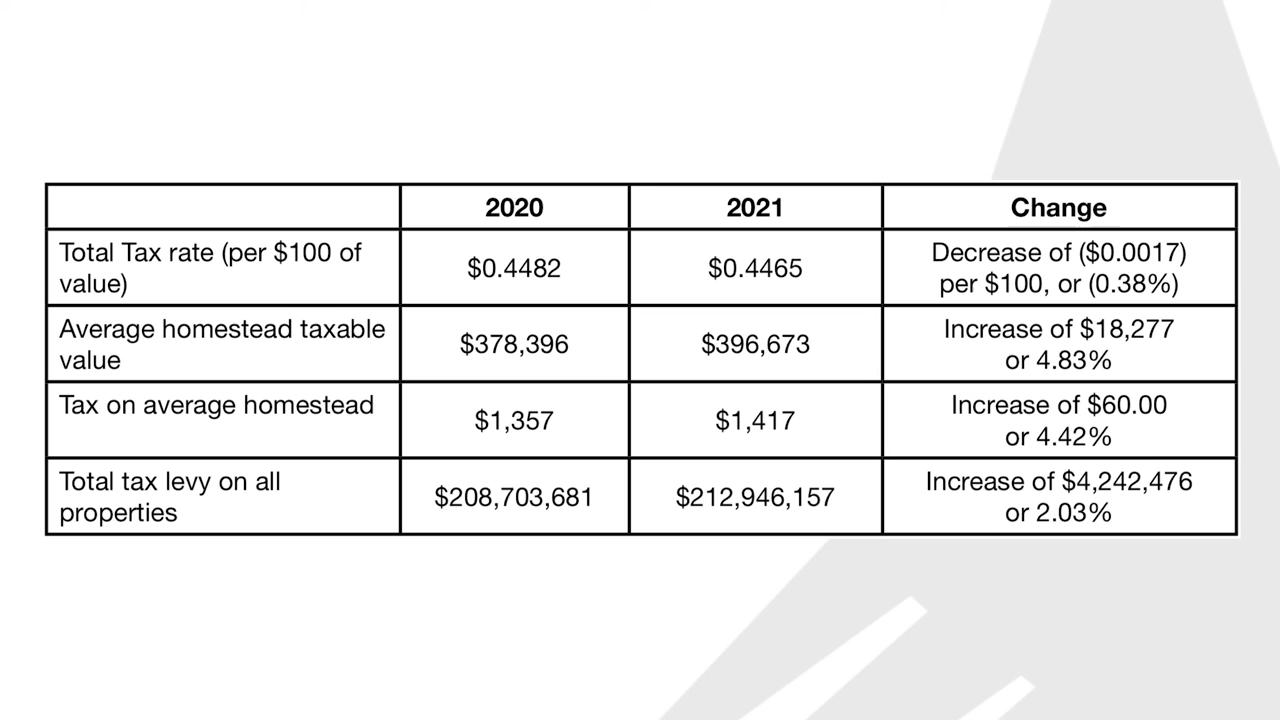 2020 2021 Change
Total Tax rate (per $100 of
value)
$0.4482
$0.4465
Decrease of ($0.0017)
per $100, or (0.38%)
Average homestead taxable
value
$378,396
$396,673
Increase of $18,277
or 4.83%
Tax on average homestead
$1,357
$1,417
Increase of $60.00
or 4.42%
Total tax levy on all
properties
$208,703,681
$212,946,157
Increase of $4,242,476
or 2.03%